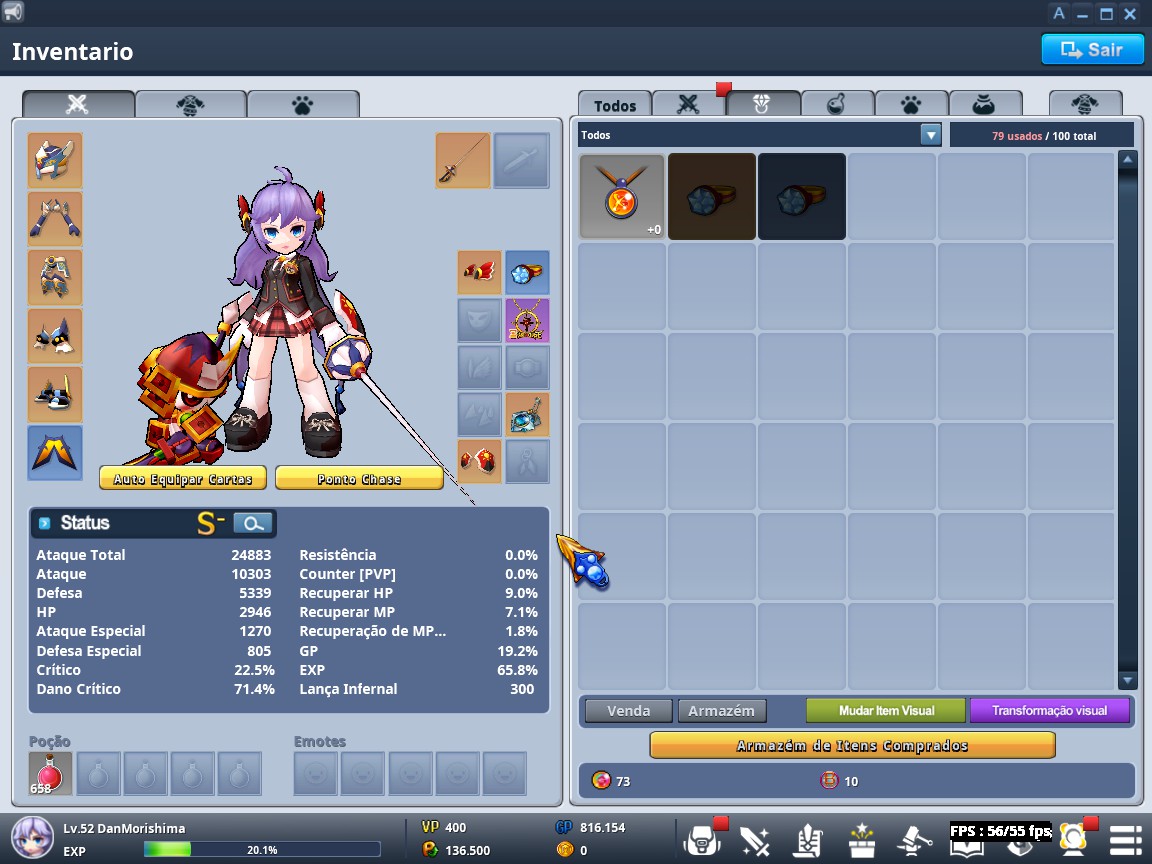 A
Inventario
Sair
Todos
Todos
79 usados / 100 total
+0
Auto Equipar Cartas
Ponto Chase
Status
S-
Ataque Total 24883
Ataque 10303
Defesa 5339
HP 2946
Ataque Especial 1270
Defesa Especial 805
Crítico 22.5%
Dano Crítico 71.4%
Resistência 0.0%
Counter [PVP] 0.0%
Recuperar HP 9.0%
Recuperar MP 7.1%
Recuperação de MP... 1.8%
GP 19.2%
EXP 65.8%
Lança Infernal 300
Venda
Armazém
Mudar Item Visual
Transformação visual
Armazém de Itens Comprados
73
10
Poção
Emotes
658
Lv.52 DanMorishima
EXP 20.1%
VP 400
136.500
GP 816.154
0
FPS : 56/55 fps